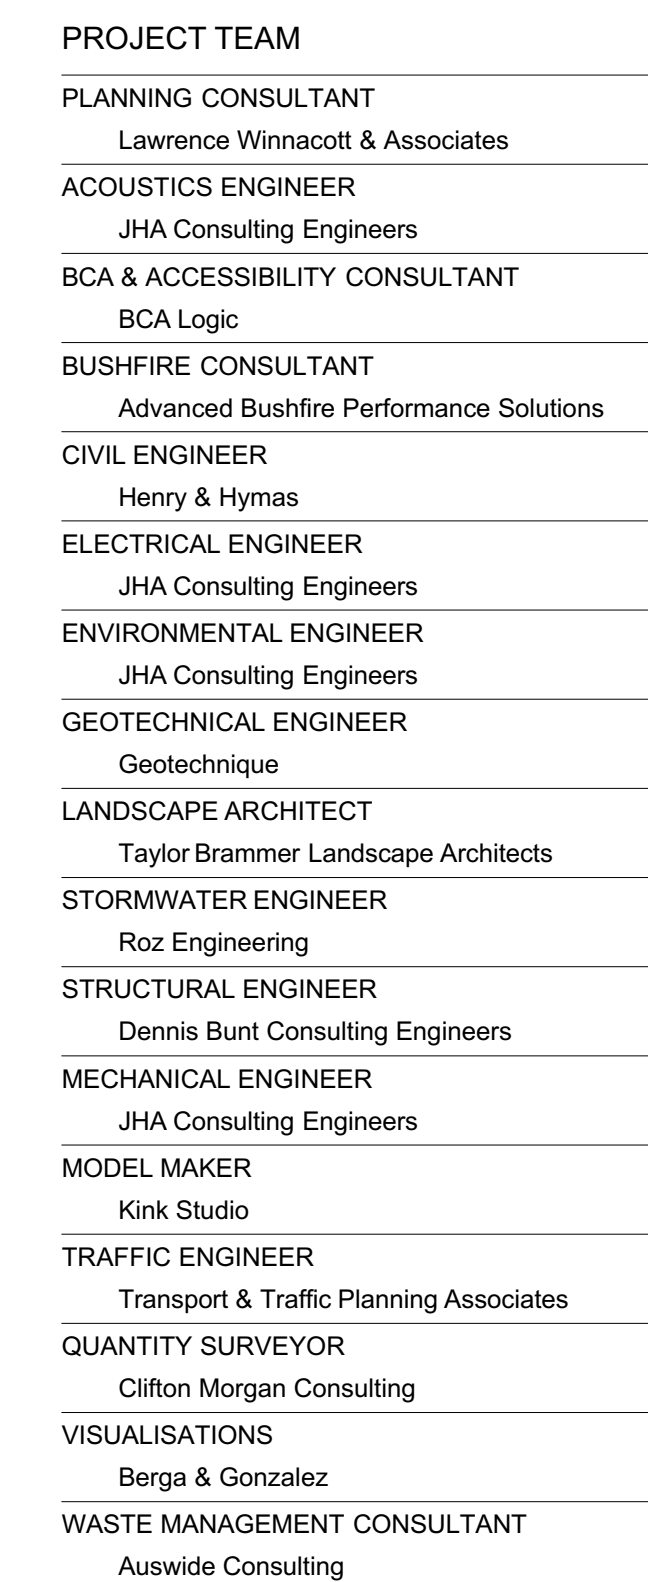 PROJECT TEAM
PLANNING CONSULTANT
Lawrence Winnacott & Associates
ACOUSTICS ENGINEER
JHA Consulting Engineers
BCA & ACCESSIBILITY CONSULTANT
BCA Logic
BUSHFIRE CONSULTANT
Advanced Bushfire Performance Solutions
CIVIL ENGINEER
Henry & Hymas
ELECTRICAL ENGINEER
JHA Consulting Engineers
ENVIRONMENTAL ENGINEER
JHA Consulting Engineers
GEOTECHNICAL ENGINEER
Geotechnique
LANDSCAPE ARCHITECT
Taylor Brammer Landscape Architects
STORMWATER ENGINEER
Roz Engineering
STRUCTURAL ENGINEER
Dennis Bunt Consulting Engineers
MECHANICAL ENGINEER
JHA Consulting Engineers
MODEL MAKER
Kink Studio
TRAFFIC ENGINEER
Transport & Traffic Planning Associates
QUANTITY SURVEYOR
Clifton Morgan Consulting
VISUALISATIONS
Berga & Gonzalez
WASTE MANAGEMENT CONSULTANT
Auswide Consulting